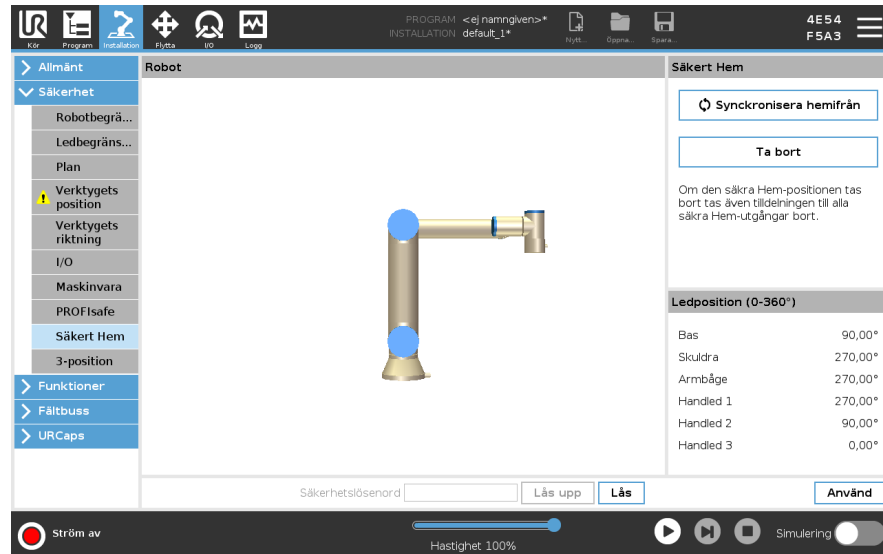 PROGRAM <ej namngiven>*
INSTALLATION default_1*
4E54
F5A3
Kör
Program
Installation
Flytta
I/O
Logg
Nytt...
Öppna...
Spara...
Allmänt
Säkerhet
Robotbegrä...
Ledbegräns...
Plan
Verktygets
position
Verktygets
riktning
I/O
Maskinvara
PROFIsafe
Säkert Hem
3-position
Funktioner
Fältbuss
URCaps
Robot
Säkerhetslösenord
Lås upp
Lås
Säkert Hem
Synckronisera hemifrån
Ta bort
Om den säkra Hem-positionen tas
bort tas även tilldelningen till alla
säkra Hem-utgångar bort.
Ledposition (0-360°)
Bas 90,00°
Skuldra 270,00°
Armbåge 270,00°
Handled 1 270,00°
Handled 2 90,00°
Handled 3 0,00°
Använd
Ström av
Hastighet 100%
Simulering